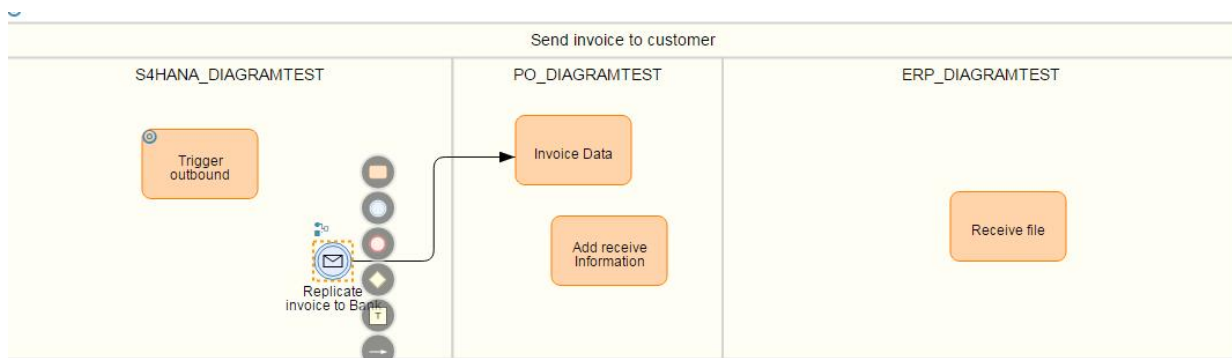 Send invoice to customer
S4HANA_DIAGRAMTEST
PO_DIAGRAMTEST
ERP_DIAGRAMTEST
Trigger
outbound
Invoice Data
Add receive
Information
Receive file
Replicate
invoice to Bank
T